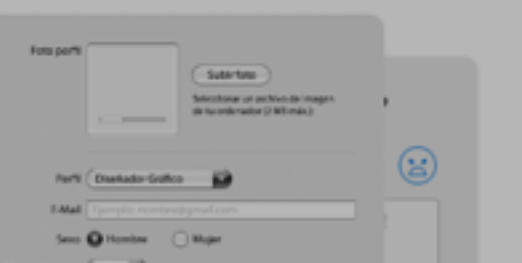 Foto perfil
Subir foto
Seleccionar un archivo de imagen
de tu ordenador (2 MB máx.)
Perfil Diseñador Gráfico
E-Mail Ejemplo: nombre@gmail.com
Sexo Hombre Mujer